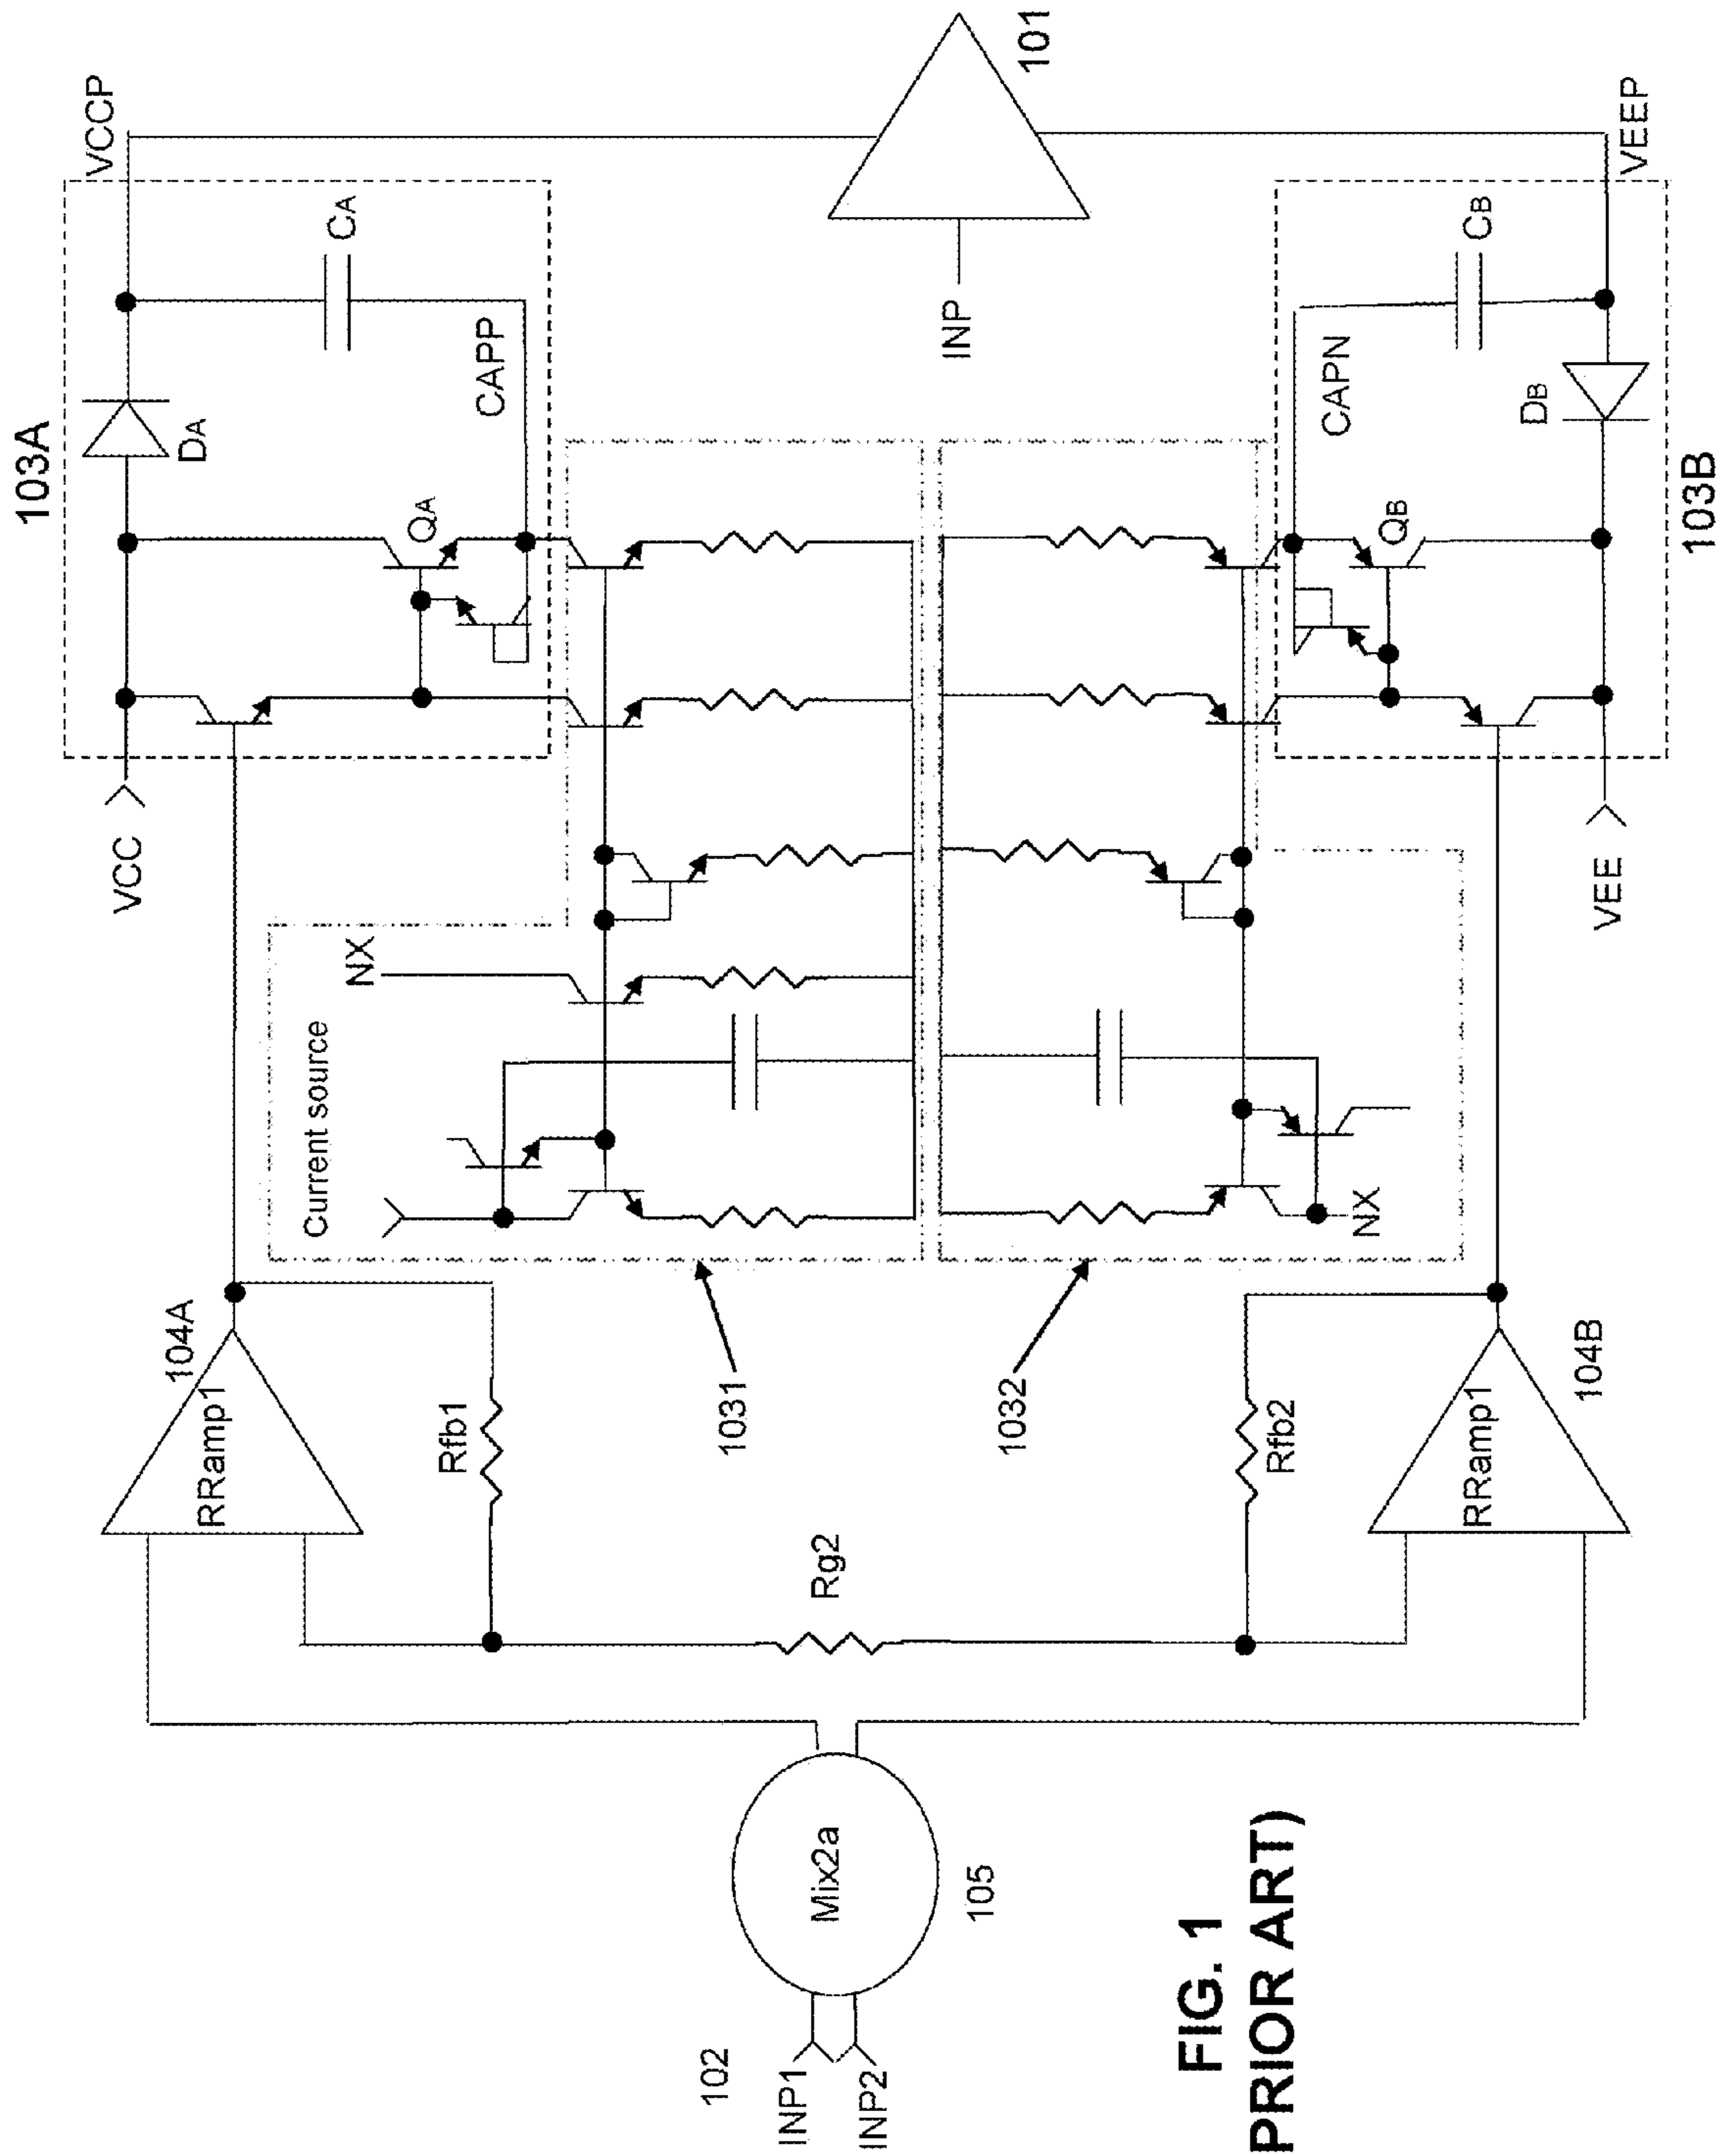 103A
VCCP
VCC
DA
CA
QA
CAPP
104A
RRamp1
Rfb1
Current source
NX
1031
101
INP
102
INP1
INP2
Mix2a
105
Rg2
1032
NX
CAPN
CB
QB
DB
Rfb2
RRamp1
104B
VEE
VEEP
103B
FIG. 1
PRIOR ART)